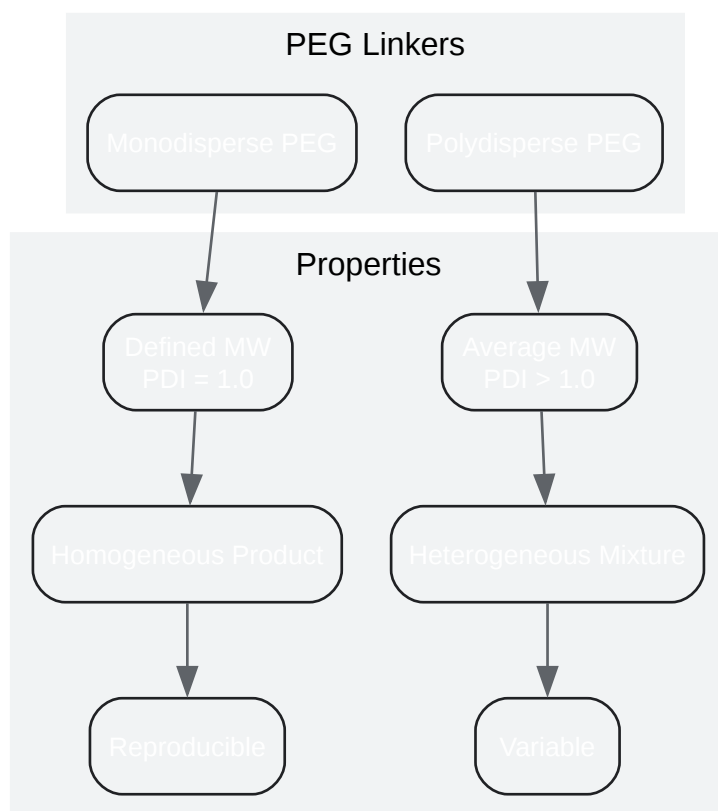 PEG Linkers
Monodisperse PEG
Polydisperse PEG
Properties
Defined MW
PDI = 1.0
Average MW
PDI > 1.0
Homogeneous Product
Heterogeneous Mixture
Reproducible
Variable